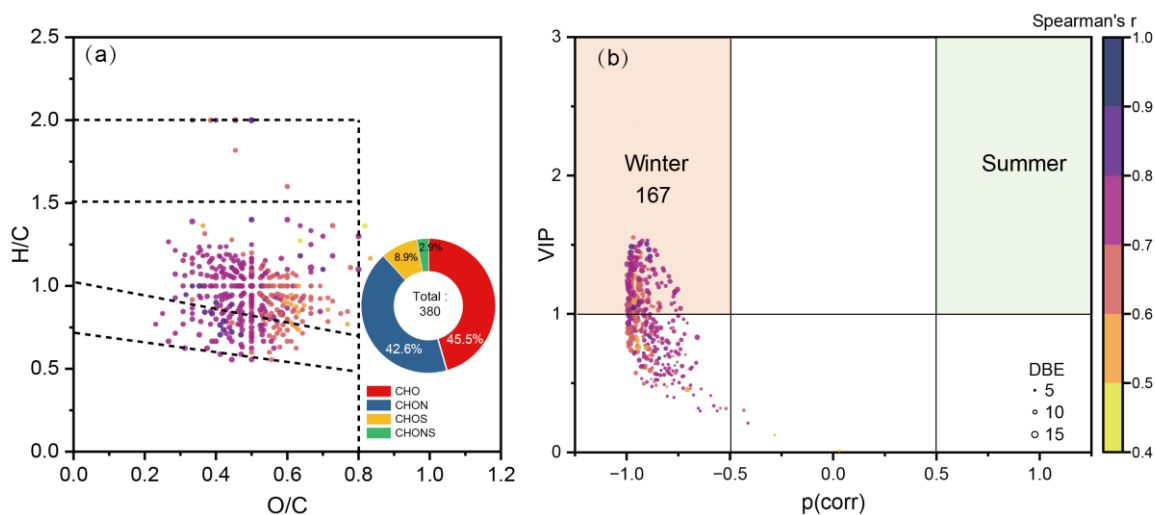 (a)
2.5
2.0
1.5
1.0
0.5
0.0
H/C
0.0 0.2 0.4 0.6 0.8 1.0 1.2
O/C
2.9%
8.9%
Total :
380
42.6%
45.5%
CHO
CHON
CHOS
CHONS
(b)
3
2
1
0
VIP
Winter
167
Summer
DBE
5
10
15
−1.0 −0.5 0.0 0.5 1.0
p(corr)
Spearman's r
1.0
0.9
0.8
0.7
0.6
0.5
0.4